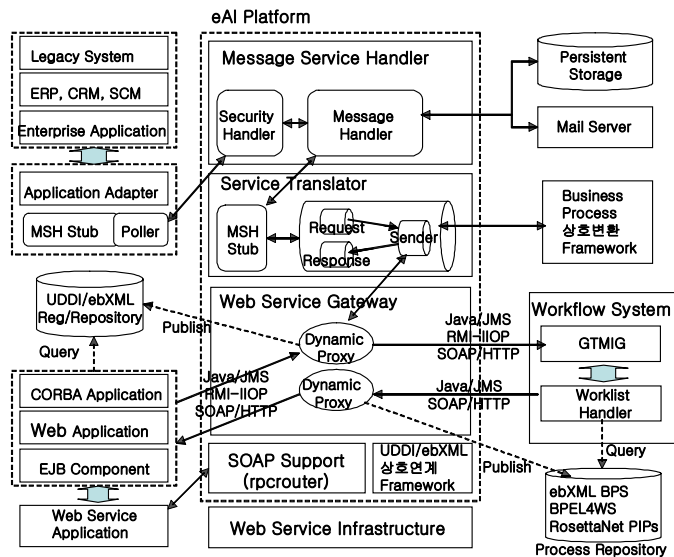 eAI Platform
Legacy System
ERP, CRM, SCM
Enterprise Application
Application Adapter
MSH Stub
Poller
Message Service Handler
Security
Handler
Message
Handler
Persistent
Storage
Mail Server
Service Translator
MSH
Stub
Request
Response
Sender
Business
Process
상호변환
Framework
UDDI/ebXML
Reg/Repository
Publish
Query
Web Service Gateway
Dynamic
Proxy
Dynamic
Proxy
Java/JMS
RMI-IIOP
SOAP/HTTP
Java/JMS
SOAP/HTTP
Java/JMS
RMI-IIOP
SOAP/HTTP
Workflow System
GTMIG
Worklist
Handler
Query
CORBA Application
Web Application
EJB Component
Web Service
Application
SOAP Support
(rpcrouter)
UDDI/ebXML
상호연계
Framework
Publish
ebXML BPS
BPEL4WS
RosettaNet PIPs
Process Repository
Web Service Infrastructure